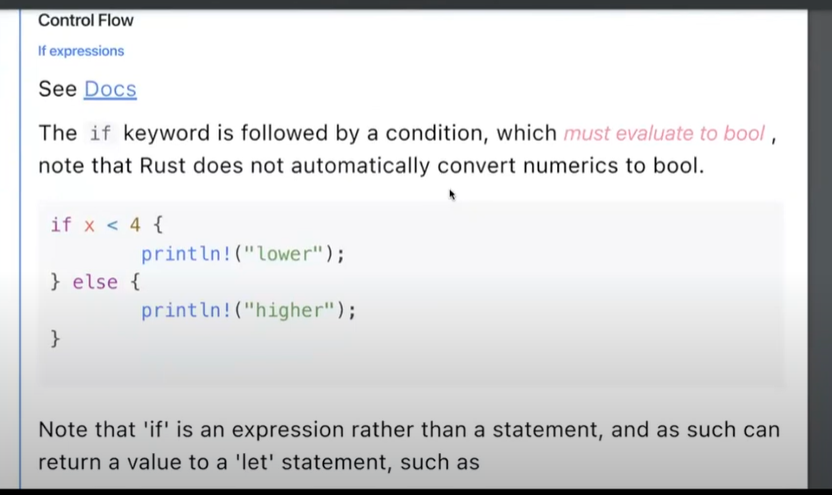 Control Flow
If expressions
See Docs
The if keyword is followed by a condition, which must evaluate to bool ,
note that Rust does not automatically convert numerics to bool.
if x < 4 {
        println!("lower");
} else {
        println!("higher");
}
Note that 'if' is an expression rather than a statement, and as such can
return a value to a 'let' statement, such as